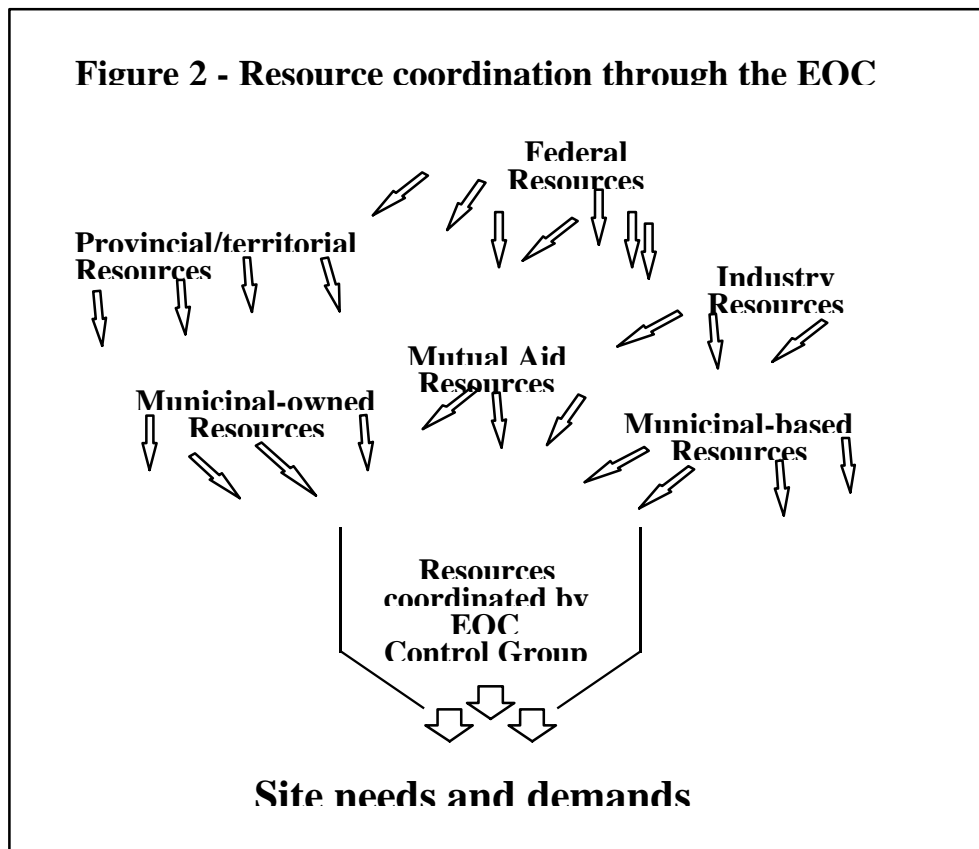 Figure 2 - Resource coordination through the EOC
Federal
Resources
Provincial/territorial
Resources
Industry
Resources
Mutual Aid
Resources
Municipal-owned
Resources
Municipal-based
Resources
Resources
coordinated by
EOC
Control Group
Site needs and demands